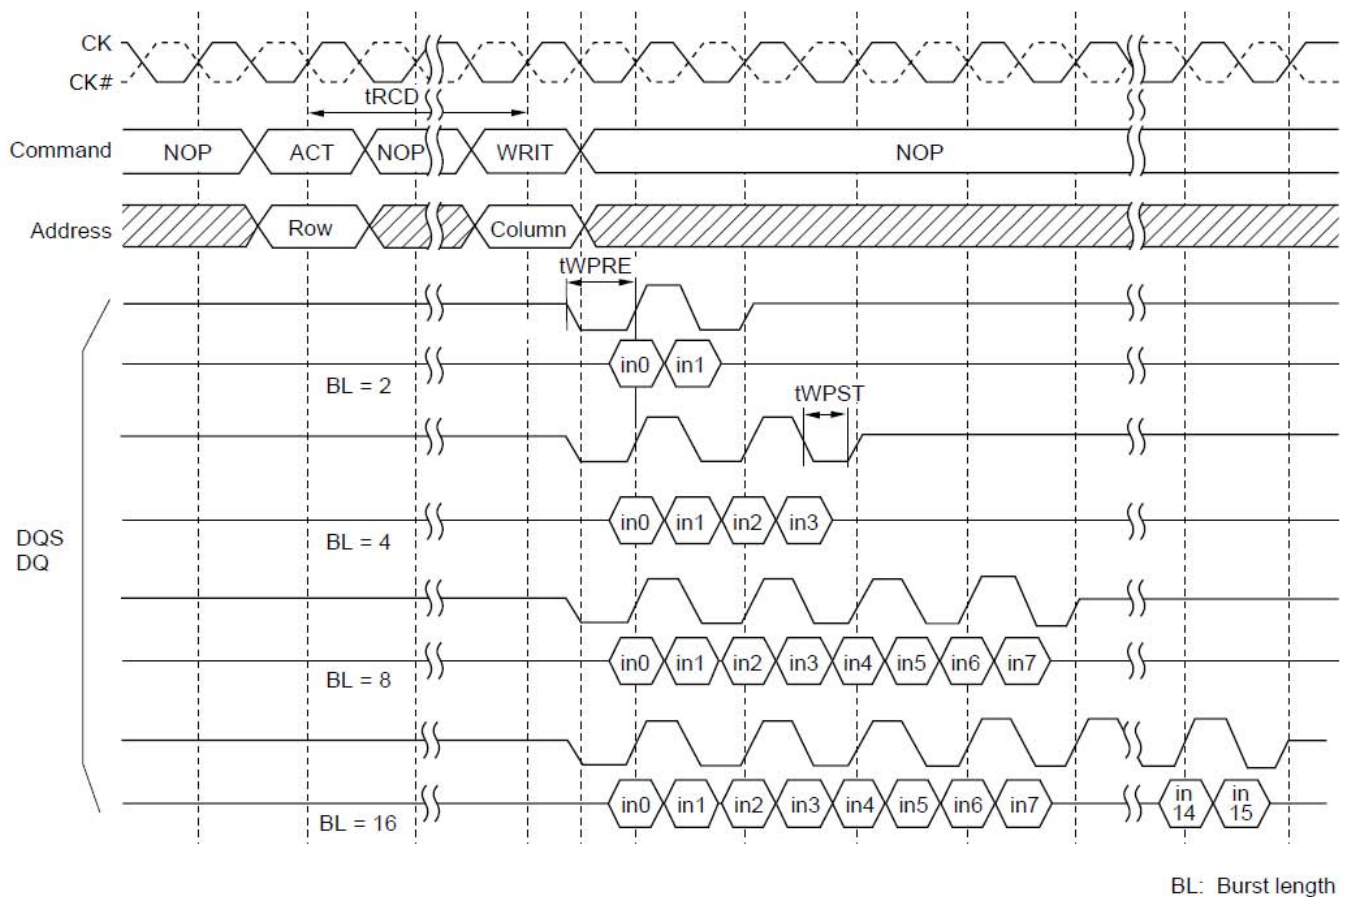 CK
CK#
tRCD
Command NOP ACT NOP WRIT NOP
Address Row Column
tWPRE
in0 in1
BL = 2
tWPST
in0 in1 in2 in3
BL = 4
DQS
DQ
in0 in1 in2 in3 in4 in5 in6 in7
BL = 8
in0 in1 in2 in3 in4 in5 in6 in7 in 14 in 15
BL = 16
BL: Burst length